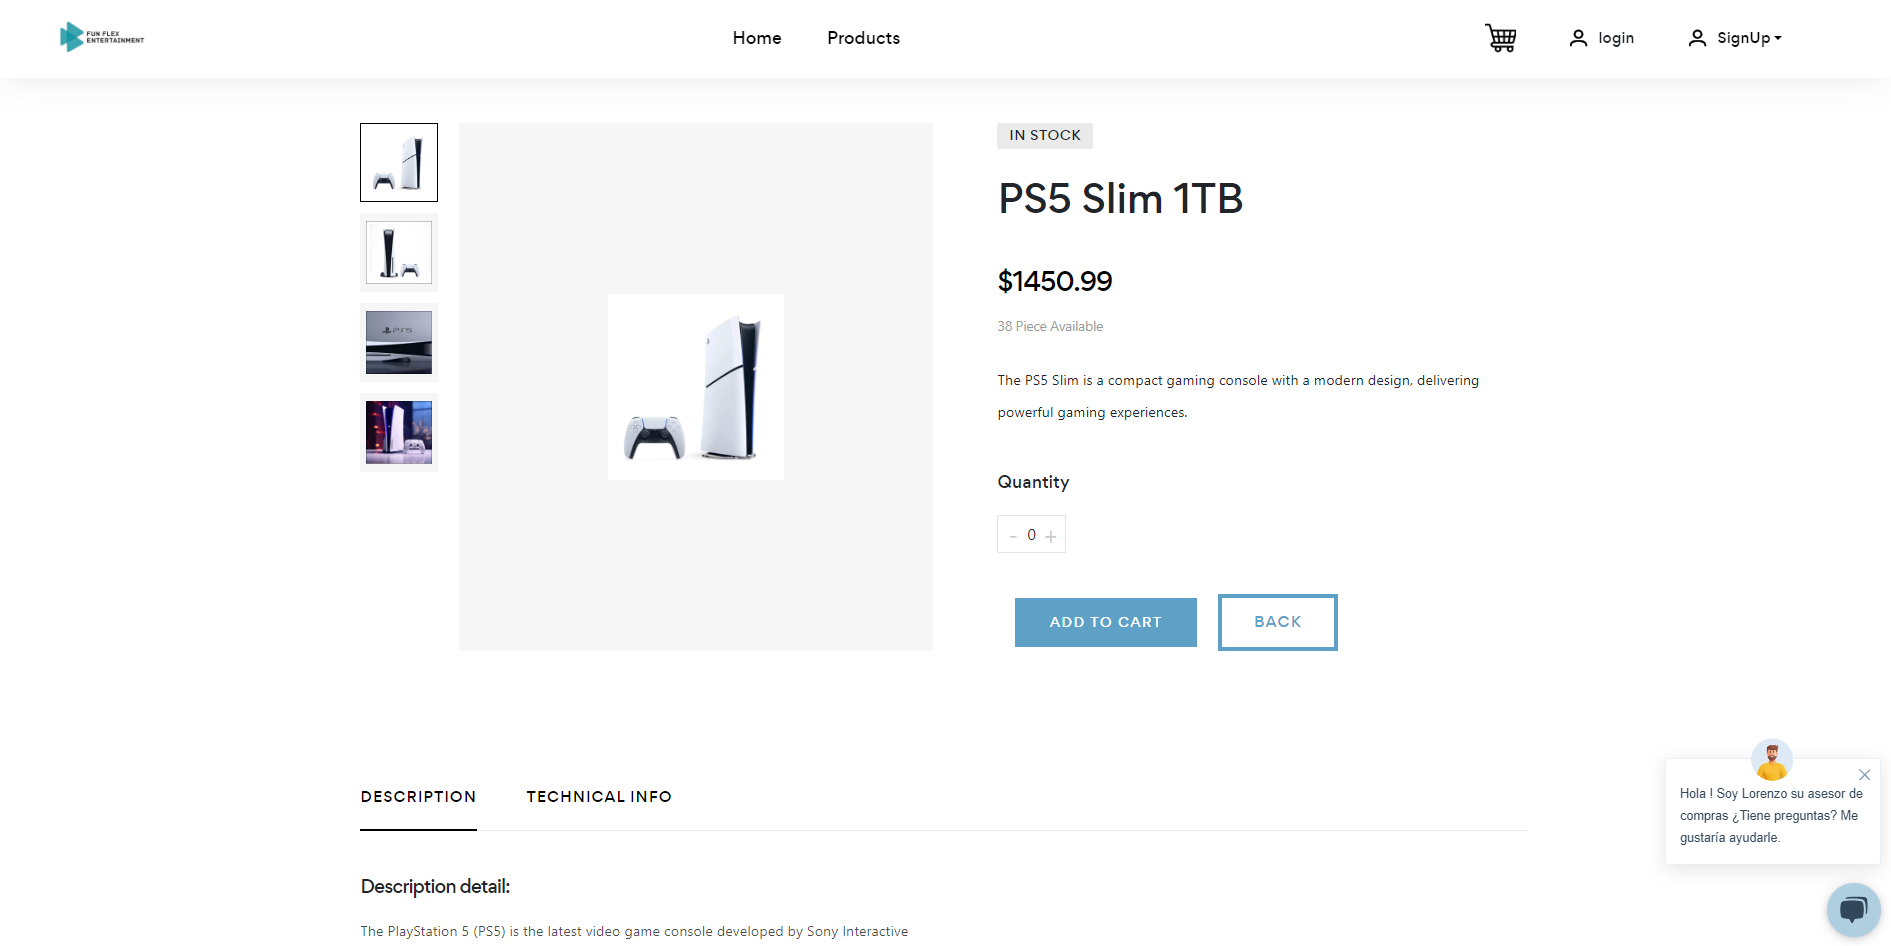 FUN FLEX
ENTERTAINMENT
Home
Products
login
SignUp
IN STOCK
PS5 Slim 1TB
$1450.99
38 Piece Available
The PS5 Slim is a compact gaming console with a modern design, delivering
powerful gaming experiences.
Quantity
- 0 +
ADD TO CART
BACK
PS5
DESCRIPTION
TECHNICAL INFO
Description detail:
The PlayStation 5 (PS5) is the latest video game console developed by Sony Interactive
Hola ! Soy Lorenzo su asesor de
compras ¿Tiene preguntas? Me
gustaría ayudarle.